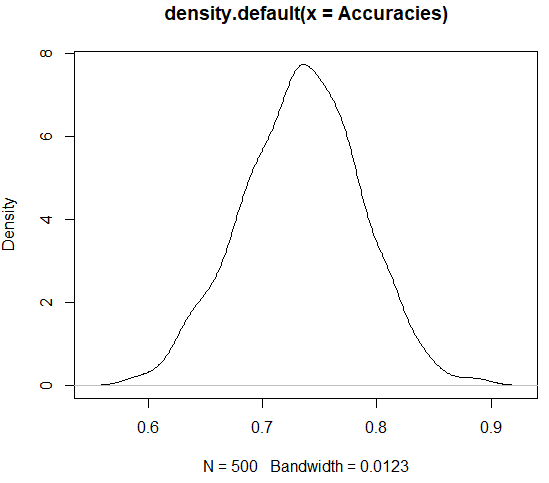 density.default(x = Accuracies)
Density
8
6
4
2
0
0.6 0.7 0.8 0.9
N = 500 Bandwidth = 0.0123